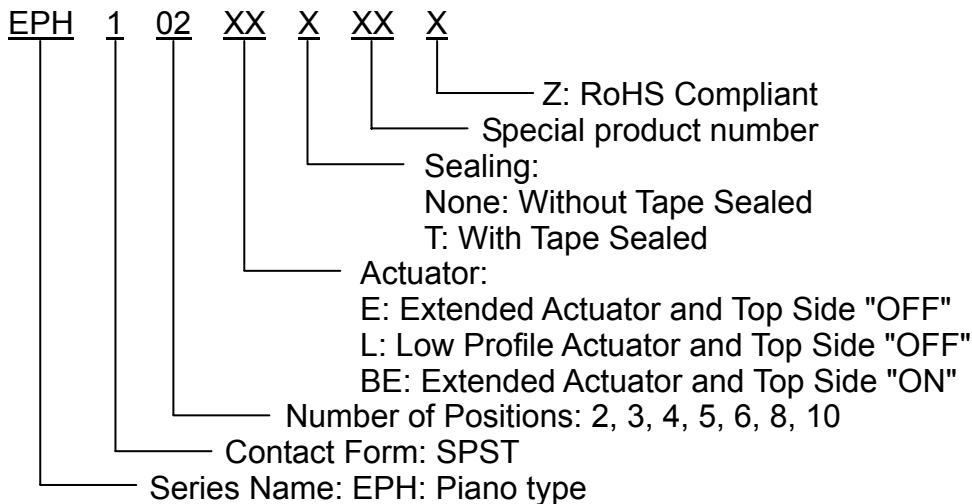 EPH 1 02 XX X XX X
Z: RoHS Compliant
Special product number
Sealing:
None: Without Tape Sealed
T: With Tape Sealed
Actuator:
E: Extended Actuator and Top Side "OFF"
L: Low Profile Actuator and Top Side "OFF"
BE: Extended Actuator and Top Side "ON"
Number of Positions: 2, 3, 4, 5, 6, 8, 10
Contact Form: SPST
Series Name: EPH: Piano type